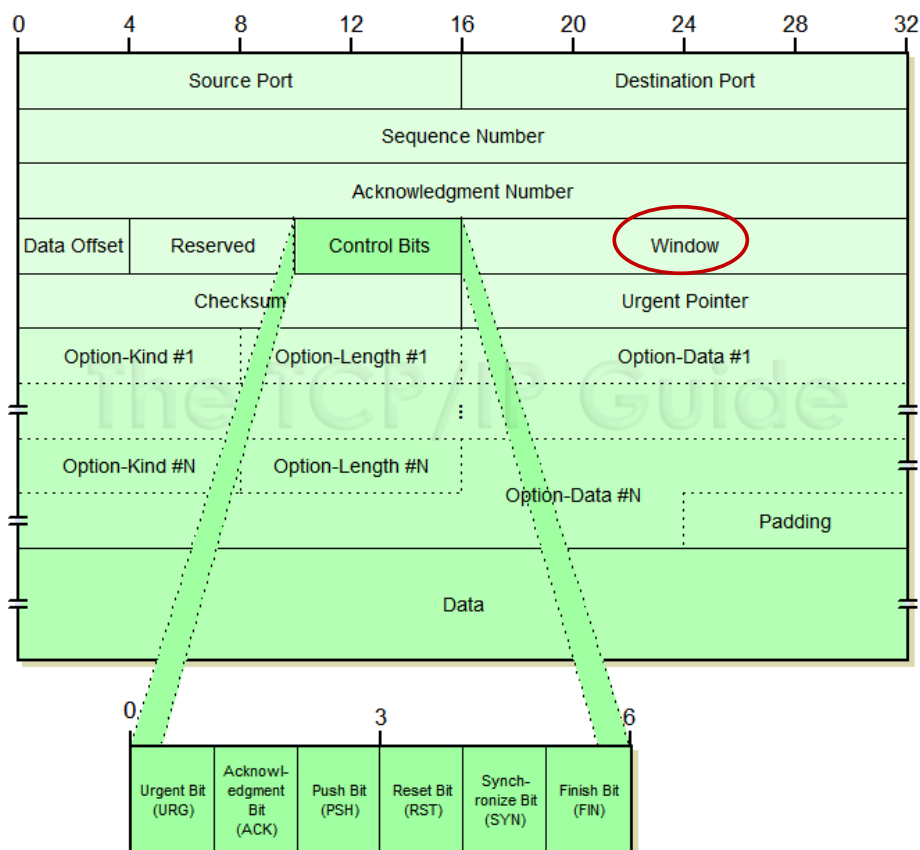 0 4 8 12 16 20 24 28 32
Source Port Destination Port
Sequence Number
Acknowledgment Number
Data Offset Reserved Control Bits Window
Checksum Urgent Pointer
Option-Kind #1 Option-Length #1 Option-Data #1
The TCP/IP Guide
...
Option-Kind #N Option-Length #N
Option-Data #N
Padding
Data
0 3 6
Urgent Bit
(URG)
Acknowl-
edgment
Bit
(ACK)
Push Bit
(PSH)
Reset Bit
(RST)
Synch-
ronize Bit
(SYN)
Finish Bit
(FIN)